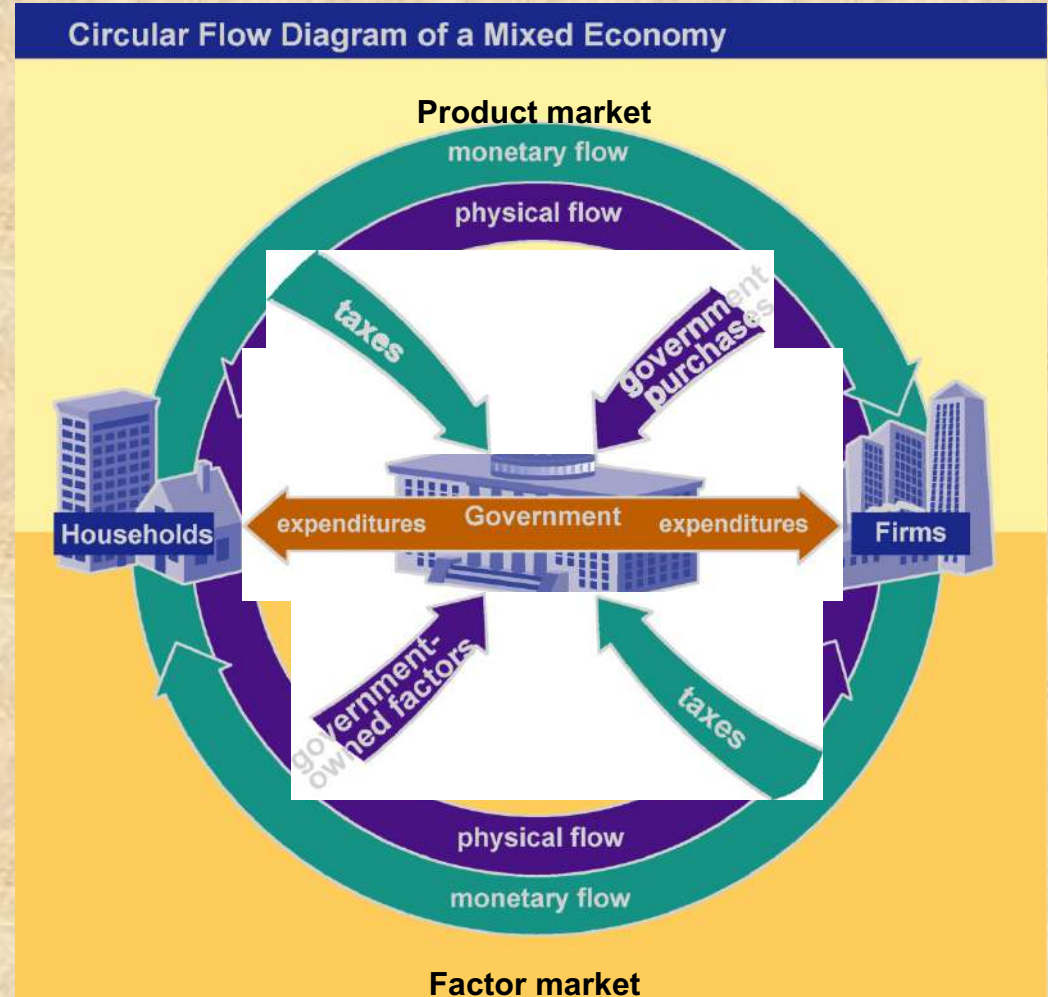 Circular Flow Diagram of a Mixed Economy
Product market
monetary flow
physical flow
taxes
government
purchases
Households
expenditures
Government
expenditures
Firms
government-
owned factors
taxes
physical flow
monetary flow
Factor market